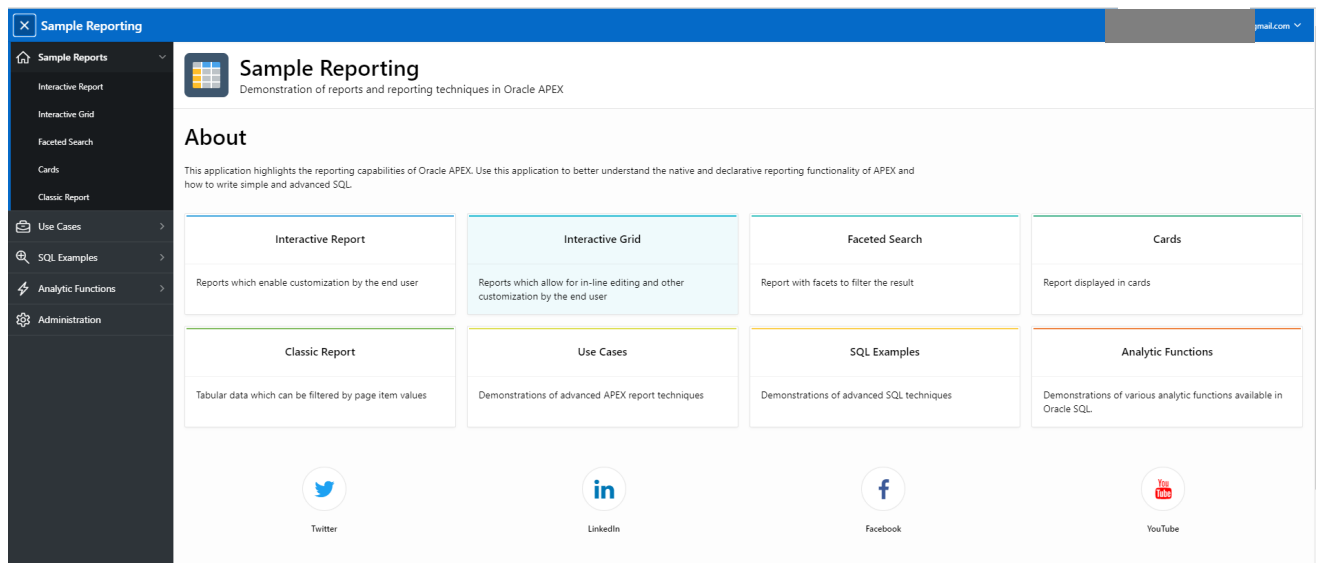 Sample Reporting
gmail.com
Sample Reports
Interactive Report
Interactive Grid
Faceted Search
Cards
Classic Report
Use Cases
SQL Examples
Analytic Functions
Administration
Sample Reporting
Demonstration of reports and reporting techniques in Oracle APEX
About
This application highlights the reporting capabilities of Oracle APEX. Use this application to better understand the native and declarative reporting functionality of APEX and
how to write simple and advanced SQL.
Interactive Report
Reports which enable customization by the end user
Interactive Grid
Reports which allow for in-line editing and other
customization by the end user
Faceted Search
Report with facets to filter the result
Cards
Report displayed in cards
Classic Report
Tabular data which can be filtered by page item values
Use Cases
Demonstrations of advanced APEX report techniques
SQL Examples
Demonstrations of advanced SQL techniques
Analytic Functions
Demonstrations of various analytic functions available in
Oracle SQL.
Twitter
in
LinkedIn
f
Facebook
You
Tube
YouTube